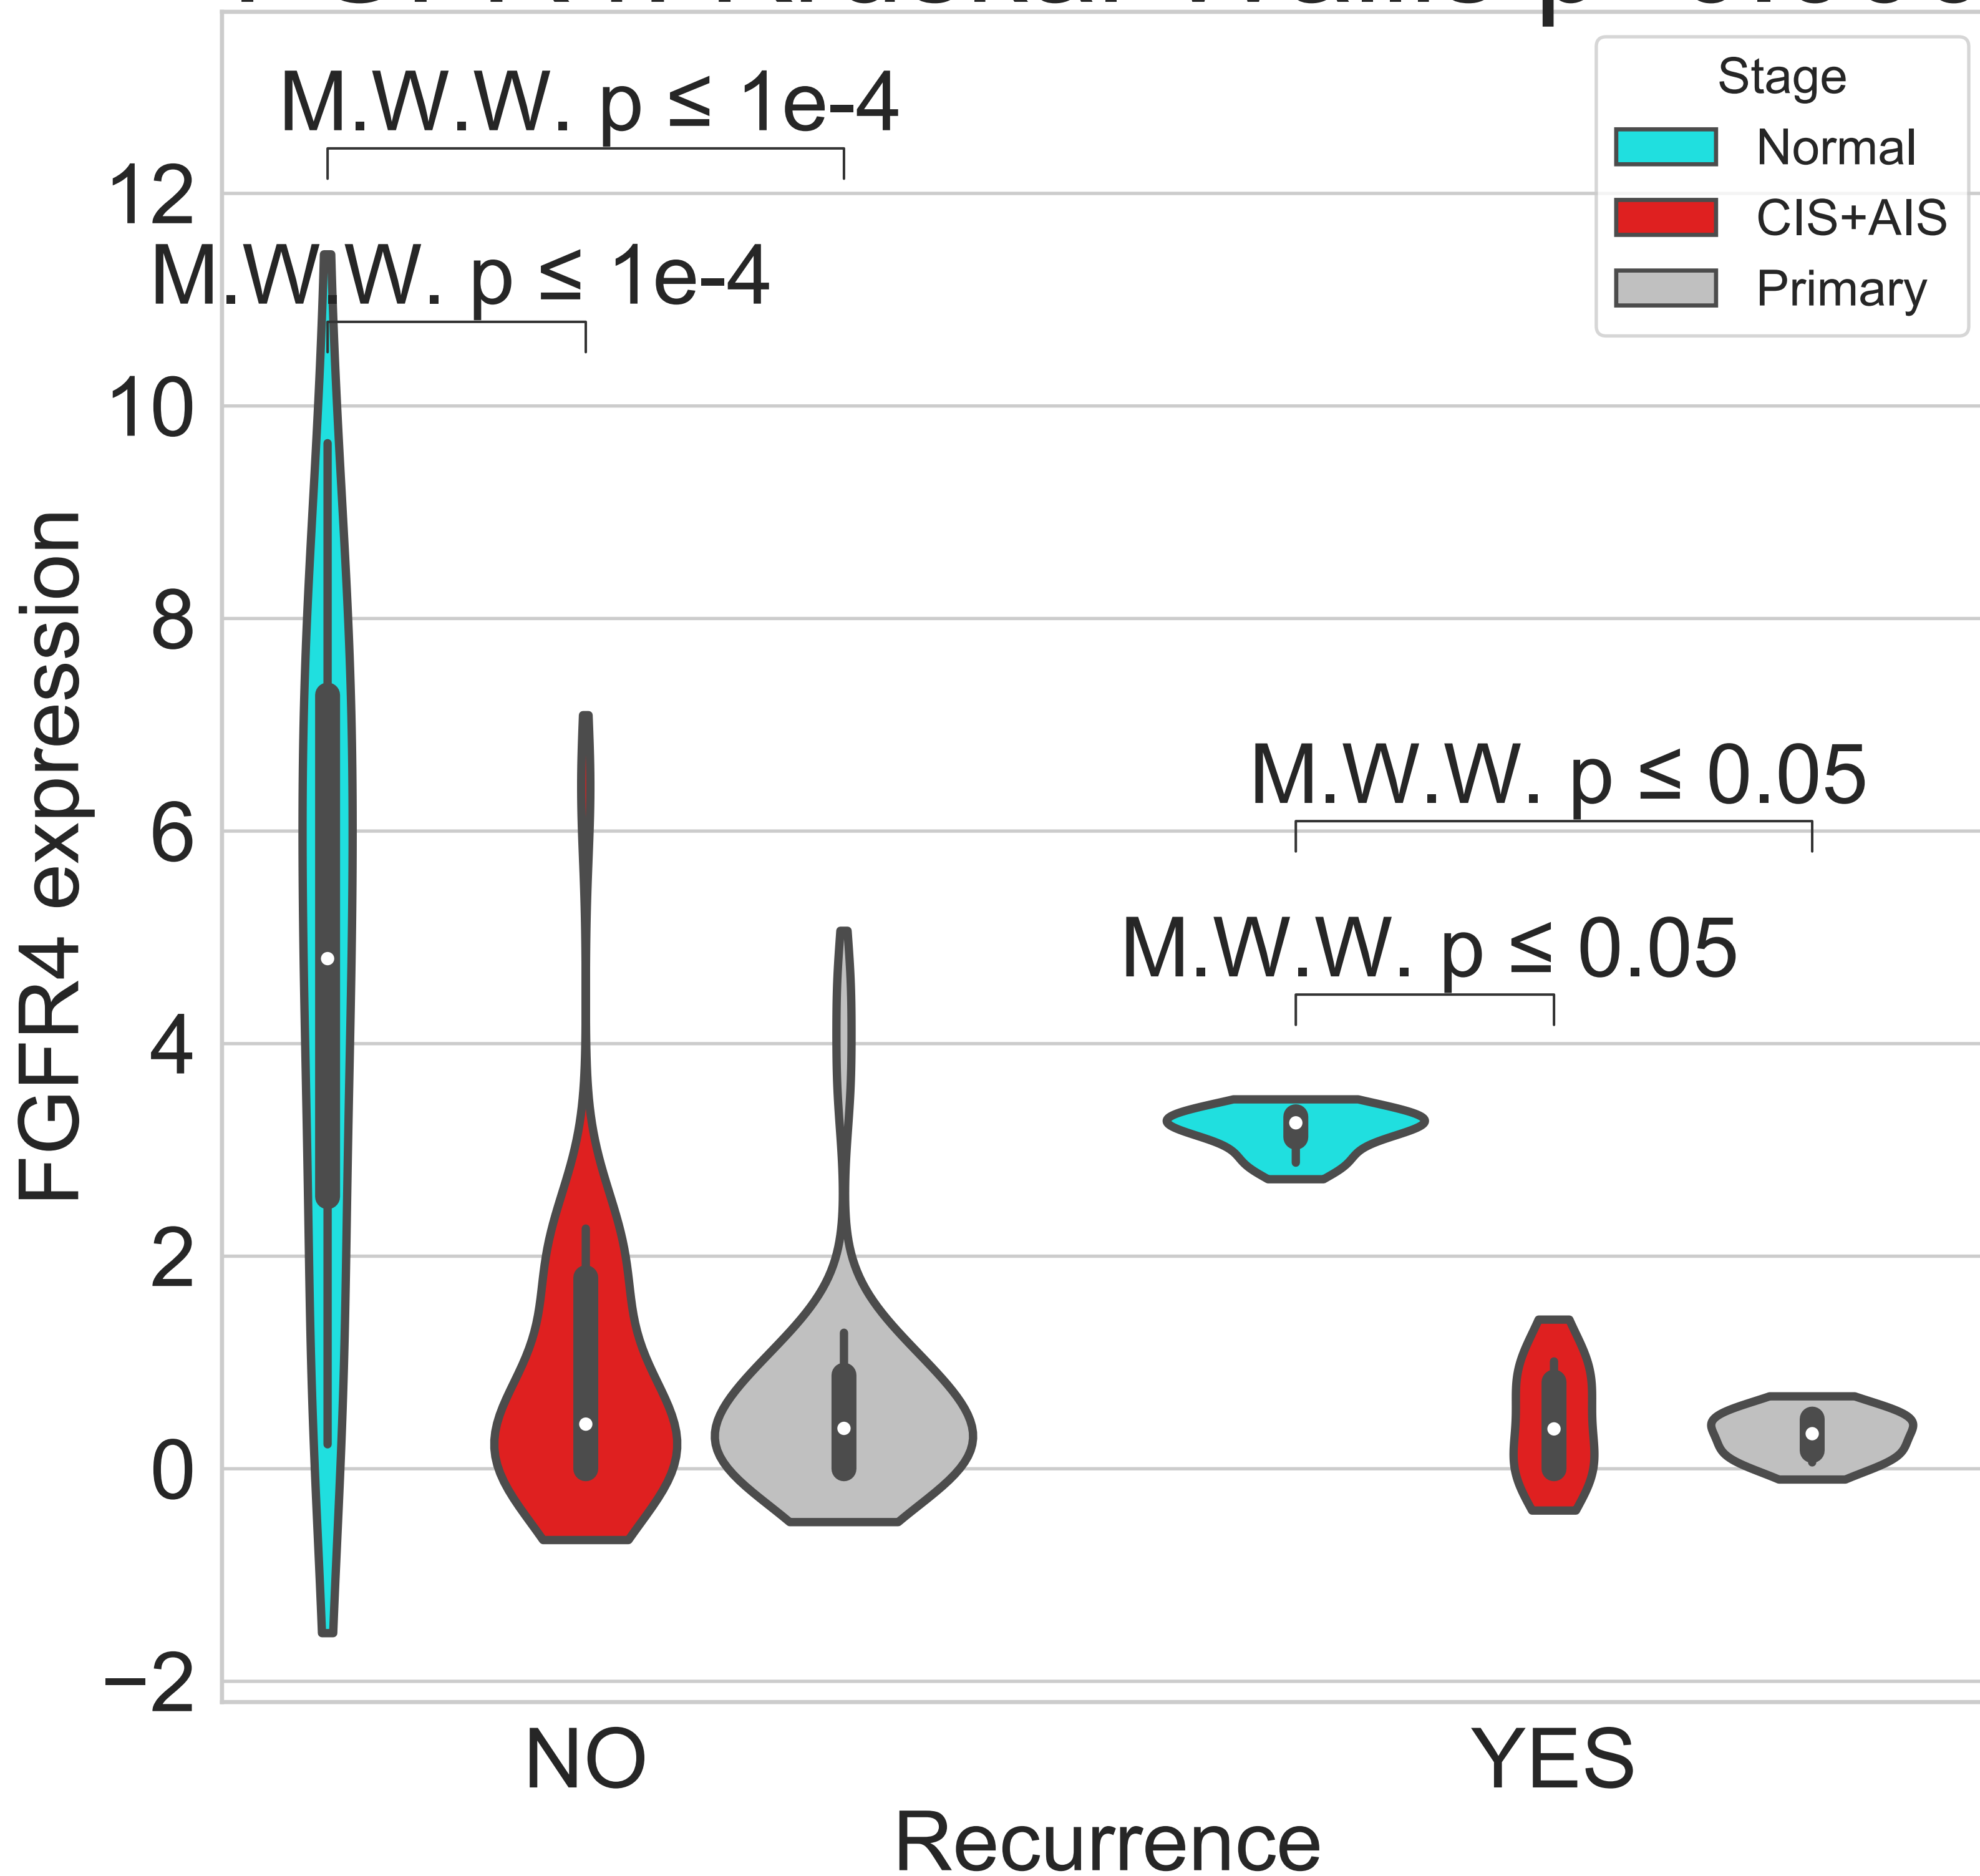 M.W.W. p ≤ 1e-4
Stage
Normal
CIS+AIS
Primary
12
M.W.W. p ≤ 1e-4
10
8
M.W.W. p ≤ 0.05
6
M.W.W. p ≤ 0.05
4
2
0
−2
FGFR4 expression
NO
YES
Recurrence